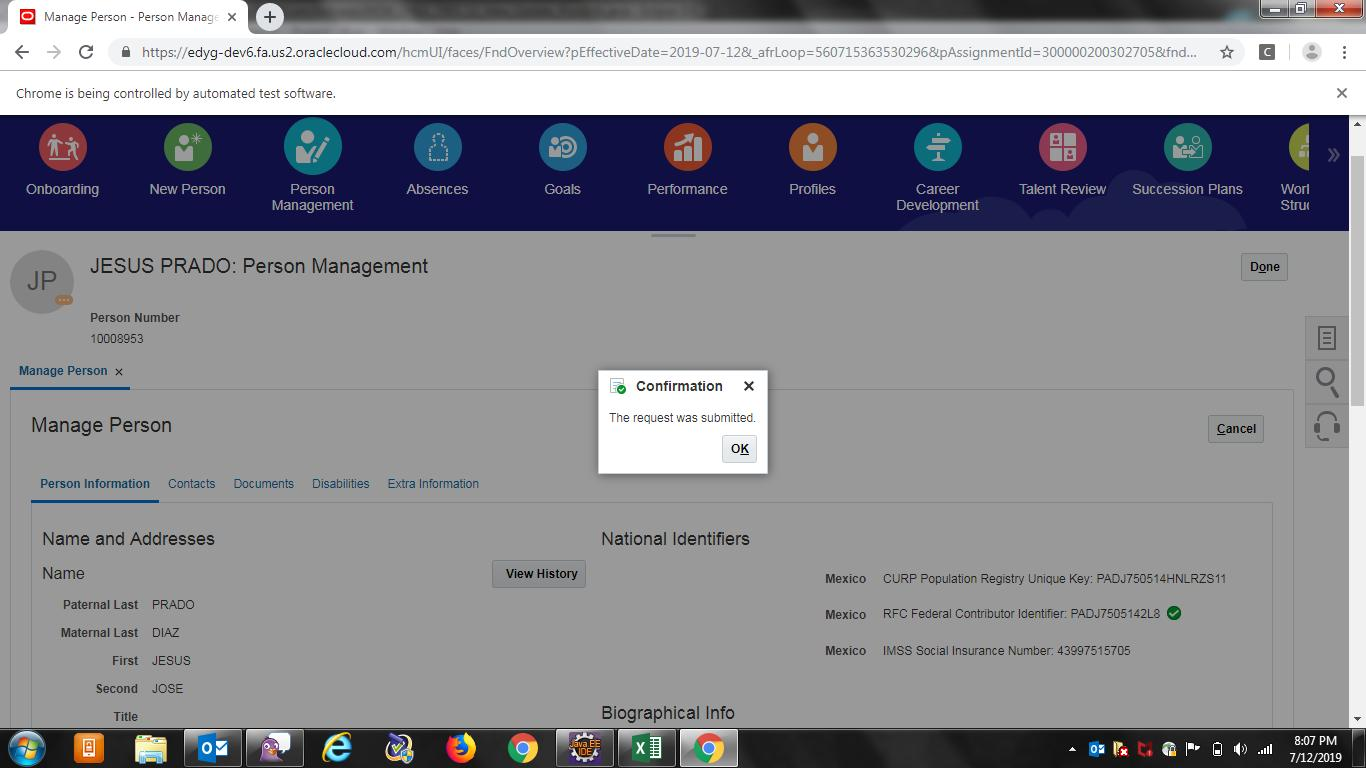 Manage Person - Person Manage
https://edyg-dev6.fa.us2.oraclecloud.com/hcmUI/faces/FndOverview?pEffectiveDate=2019-07-12&_afrLoop=560715363530296&pAssignmentId=300000200302705&fnd...
C
Chrome is being controlled by automated test software.
Onboarding
New Person
Person Management
Absences
Goals
Performance
Profiles
Career Development
Talent Review
Succession Plans
Worl
Struc
JP
JESUS PRADO: Person Management
Done
Person Number
10008953
Manage Person
Confirmation
The request was submitted.
OK
Manage Person
Cancel
Person Information Contacts Documents Disabilities Extra Information
Name and Addresses
National Identifiers
Name
View History
Mexico CURP Population Registry Unique Key: PADJ750514HNLRZS11
Paternal Last PRADO
Mexico RFC Federal Contributor Identifier: PADJ7505142L8
Maternal Last DIAZ
Mexico IMSS Social Insurance Number: 43997515705
First JESUS
Second JOSE
Title
Biographical Info
Java EE
IDE
8:07 PM
7/12/2019